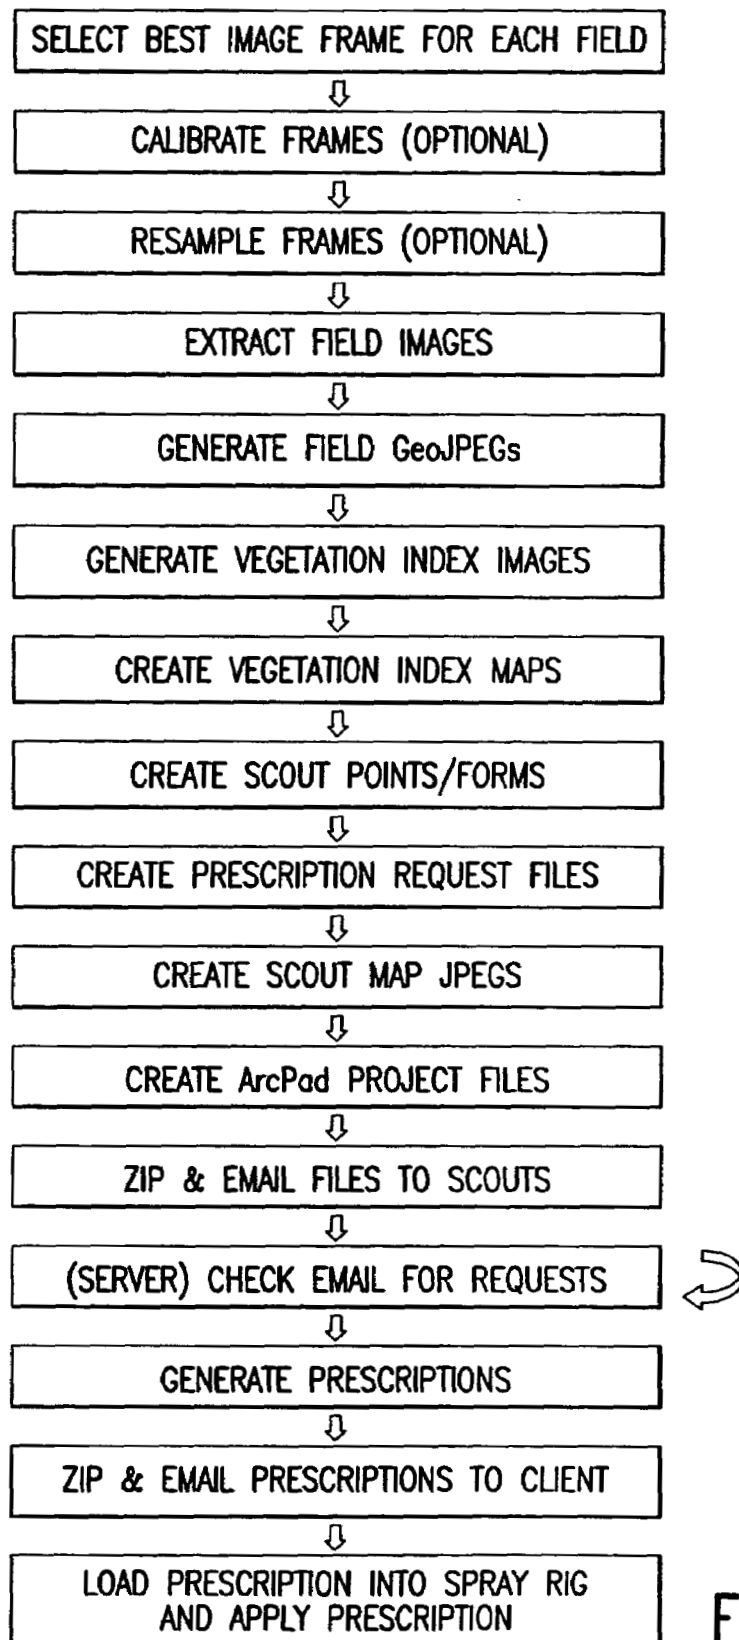 SELECT BEST IMAGE FRAME FOR EACH FIELD
CALIBRATE FRAMES (OPTIONAL)
RESAMPLE FRAMES (OPTIONAL)
EXTRACT FIELD IMAGES
GENERATE FIELD GeoJPEGs
GENERATE VEGETATION INDEX IMAGES
CREATE VEGETATION INDEX MAPS
CREATE SCOUT POINTS/FORMS
CREATE PRESCRIPTION REQUEST FILES
CREATE SCOUT MAP JPEGS
CREATE ArcPad PROJECT FILES
ZIP & EMAIL FILES TO SCOUTS
(SERVER) CHECK EMAIL FOR REQUESTS
GENERATE PRESCRIPTIONS
ZIP & EMAIL PRESCRIPTIONS TO CLIENT
LOAD PRESCRIPTION INTO SPRAY RIG
AND APPLY PRESCRIPTION